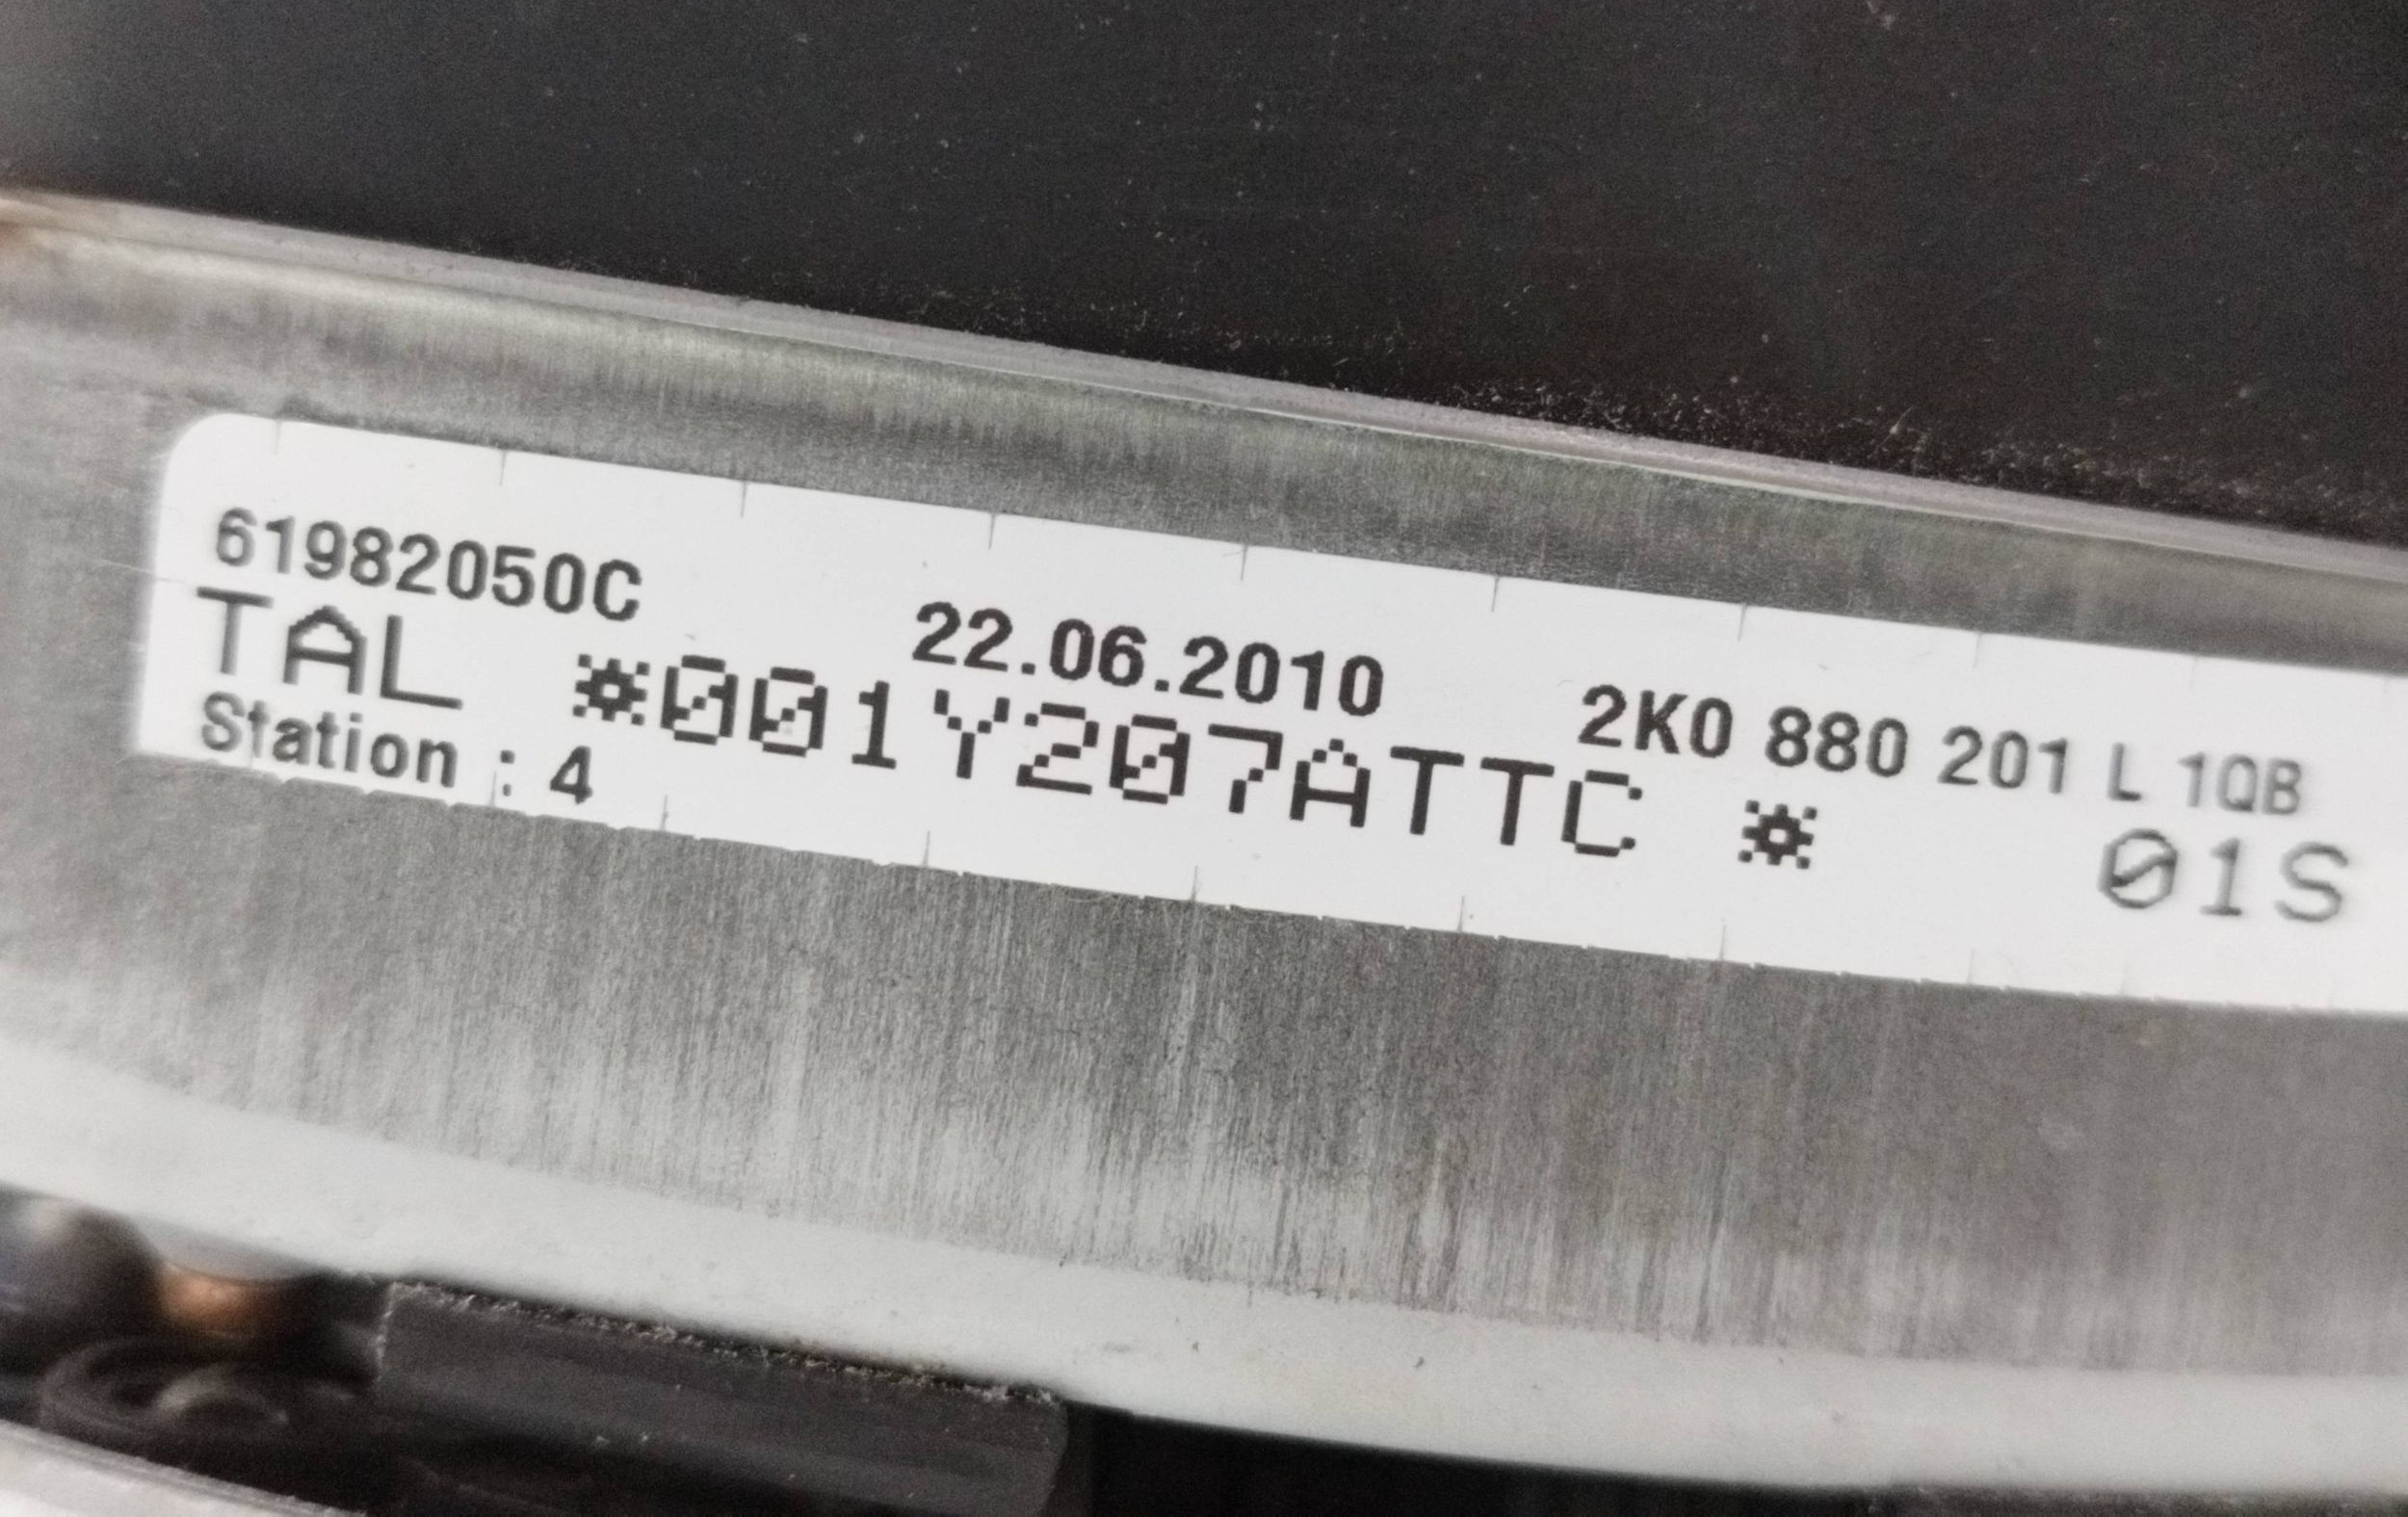 61982050C 22.06.2010 2K0 880 201 L 1QB
TAL *001Y207ATTC * 01S
Station : 4